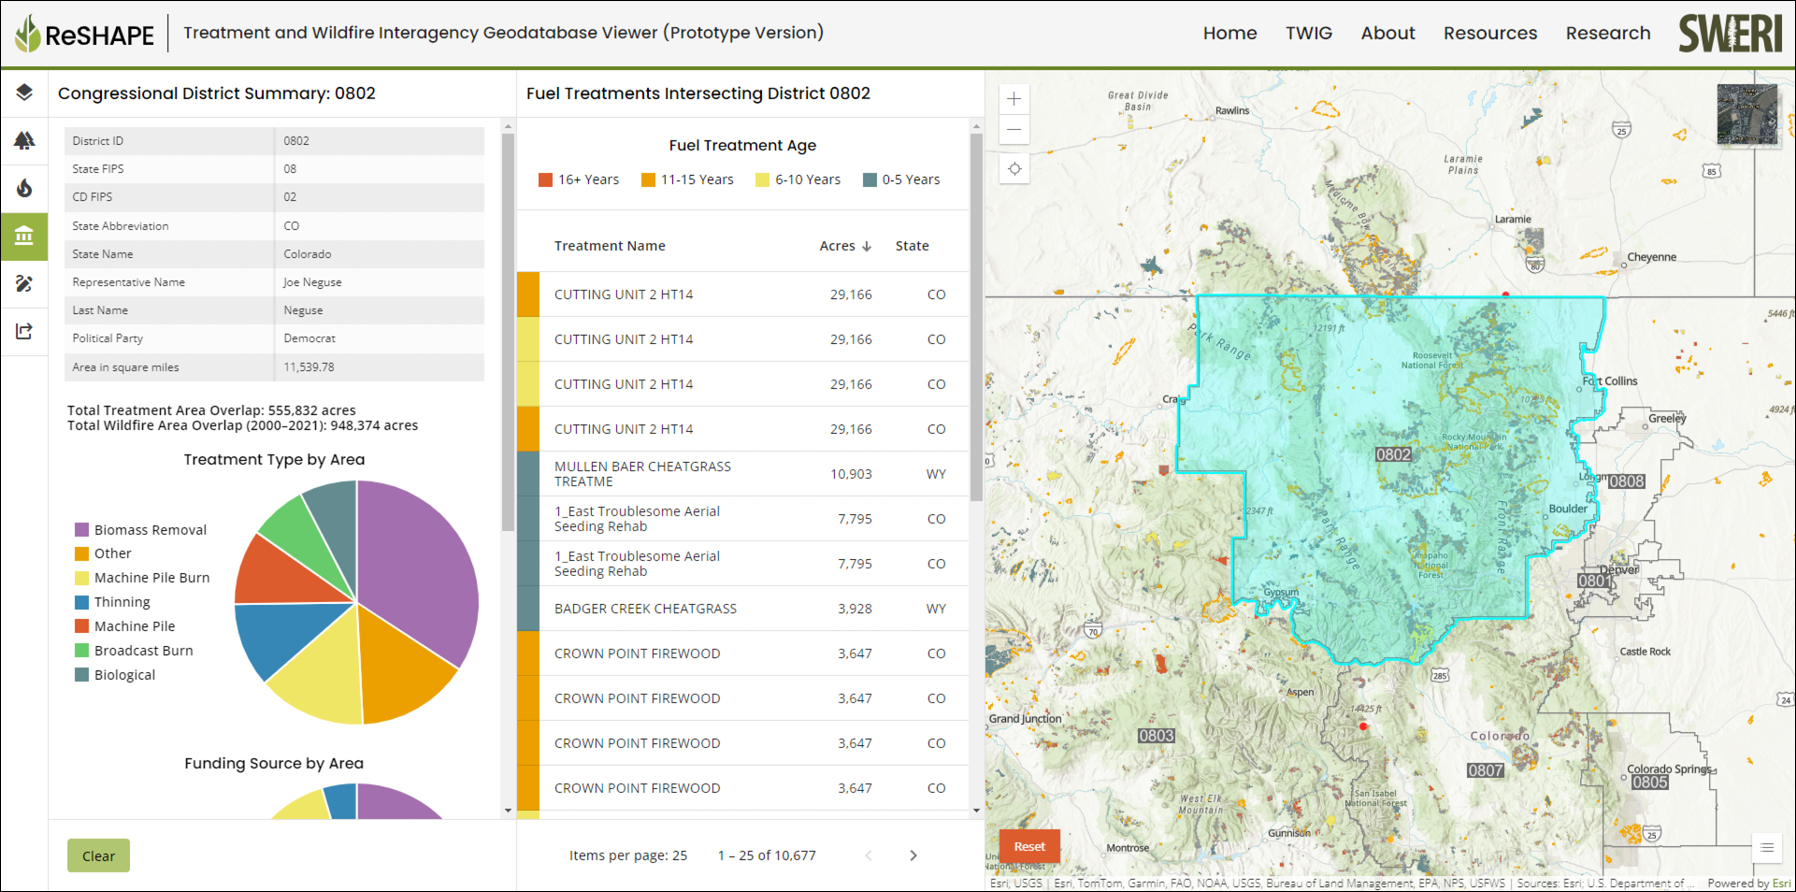 ReSHAPE
Treatment and Wildfire Interagency Geodatabase Viewer (Prototype Version)
Home TWIG About Resources Research
SWERI
Congressional District Summary: 0802
District ID 0802
State FIPS 08
CD FIPS 02
State Abbreviation CO
State Name Colorado
Representative Name Joe Neguse
Last Name Neguse
Political Party Democrat
Area in square miles 11,539.78
Total Treatment Area Overlap: 555,832 acres
Total Wildfire Area Overlap (2000–2021): 948,374 acres
Treatment Type by Area
Biomass Removal
Other
Machine Pile Burn
Thinning
Machine Pile
Broadcast Burn
Biological
Funding Source by Area
Clear
Fuel Treatments Intersecting District 0802
Fuel Treatment Age
16+ Years 11-15 Years 6-10 Years 0-5 Years
Treatment Name Acres State
CUTTING UNIT 2 HT14 29,166 CO
CUTTING UNIT 2 HT14 29,166 CO
CUTTING UNIT 2 HT14 29,166 CO
CUTTING UNIT 2 HT14 29,166 CO
MULLEN BAER CHEATGRASS
TREATME 10,903 WY
1_East Troublesome Aerial
Seeding Rehab 7,795 CO
1_East Troublesome Aerial
Seeding Rehab 7,795 CO
BADGER CREEK CHEATGRASS 3,928 WY
CROWN POINT FIREWOOD 3,647 CO
CROWN POINT FIREWOOD 3,647 CO
CROWN POINT FIREWOOD 3,647 CO
CROWN POINT FIREWOOD 3,647 CO
Items per page: 25 1 – 25 of 10,677
Great Divide
Basin
Rawlins
25
Laramie
Plains
85
Medicine Bow
Laramie
80
Cheyenne
5446 ft
Park Range
12191 ft
Roosevelt
National Forest
Fort Collins
Craig
4924 ft
Greeley
Rocky Mountain
National Park
0802
0808
2347 ft
Boulder
Park Range
Front Range
Arapaho
National
Forest
Denver
0801
Gypsum
70
Castle Rock
285
Aspen
24
14425 ft
Grand Junction
0803
Colorado
0807
Colorado Springs
0805
San Isabel
National Forest
West Elk
Mountain
Gunnison
25
Reset
Montrose
National Forest
Esri, USGS | Esri, TomTom, Garmin, FAO, NOAA, USGS, Bureau of Land Management, EPA, NPS, USFWS | Sources: Esri; U.S. Department of ... Powered by Esri